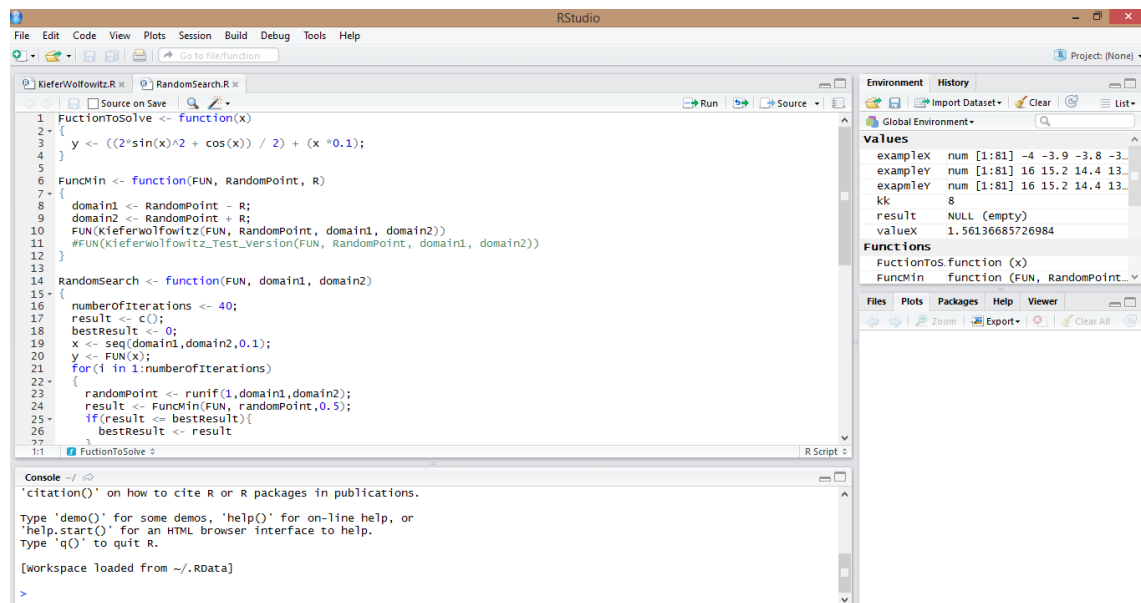 RStudio
File Edit Code View Plots Session Build Debug Tools Help
Go to file/function
Project: (None)
KieferWolfowitz.R × RandomSearch.R ×
Source on Save Run Source
1 FuctionToSolve <- function(x)
2 {
3 y <- ((2*sin(x)^2 + cos(x)) / 2) + (x *0.1);
4 }
5
6 FuncMin <- function(FUN, RandomPoint, R)
7 {
8 domain1 <- RandomPoint - R;
9 domain2 <- RandomPoint + R;
10 FUN(KieferWolfowitz(FUN, RandomPoint, domain1, domain2))
11 #FUN(KieferWolfowitz_Test_Version(FUN, RandomPoint, domain1, domain2))
12 }
13
14 RandomSearch <- function(FUN, domain1, domain2)
15 {
16 numberOfIterations <- 40;
17 result <- c();
18 bestResult <- 0;
19 x <- seq(domain1,domain2,0.1);
20 y <- FUN(x);
21 for(i in 1:numberOfIterations)
22 {
23 randomPoint <- runif(1,domain1,domain2);
24 result <- FuncMin(FUN, randomPoint,0.5);
25 if(result <= bestResult){
26 bestResult <- result
27 }
1:1 FuctionToSolve R Script
Console ~/
'citation()' on how to cite R or R packages in publications.
Type 'demo()' for some demos, 'help()' for on-line help, or
'help.start()' for an HTML browser interface to help.
Type 'q()' to quit R.
[Workspace loaded from ~/.RData]
>
Environment History
Import Dataset Clear List
Global Environment
Values
exampleX num [1:81] -4 -3.9 -3.8 -3…
exampleY num [1:81] 16 15.2 14.4 13…
exapmleY num [1:81] 16 15.2 14.4 13…
kk 8
result NULL (empty)
valueX 1.56136685726984
Functions
FuctionToS… function (x)
FuncMin function (FUN, RandomPoint…
Files Plots Packages Help Viewer
Zoom Export Clear All